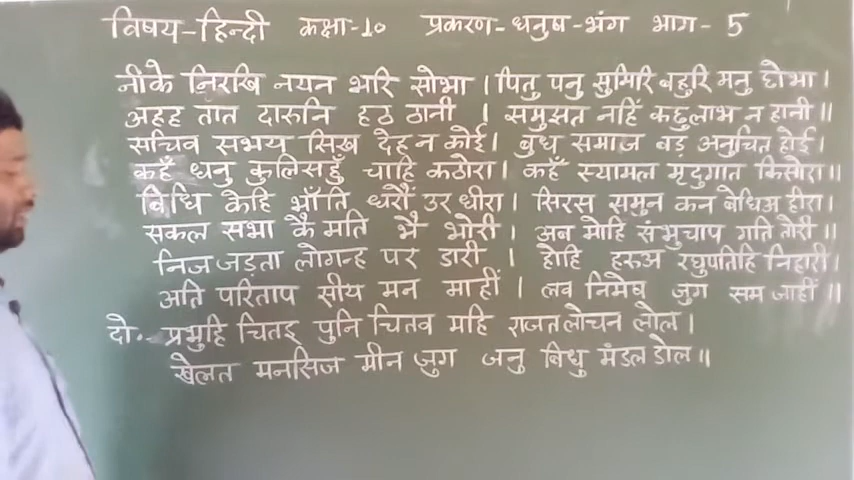 विषय-हिन्दी कक्षा-10 प्रकरण-धनुष-भंग भाग-5
नीके निरखि नयन भरि सोभा । पितु पनु सुमिरि बहुरि मनु छोभा ।
अहह तात दारुनि हठ ठानी । समुझत नहिं कछु लाभ न हानी ॥
सचिव सभय सिख देइ न कोई । बुध समाज बड़ अनुचित होई ।
कहँ धनु कुलिसहुँ चाहि कठोरा । कहँ स्यामल मृदुगात किसोरा ॥
बिधि केहि भाँति धरौं उर धीरा । सिरस सुमन कन बेधिअ हीरा ।
सकल सभा कै मति भै भोरी । अब मोहि संभुचाप गति तोरी ॥
निज जड़ता लोगन्ह पर डारी । होहि हरुअ रघुपतिहि निहारी ।
अति परिताप सीय मन माहीं । लव निमेष जुग सम जाहीं ॥
दो.- प्रभुहि चितइ पुनि चितव महि राजत लोचन लोल ।
खेलत मनसिज मीन जुग जनु बिधु मंडल डोल ॥